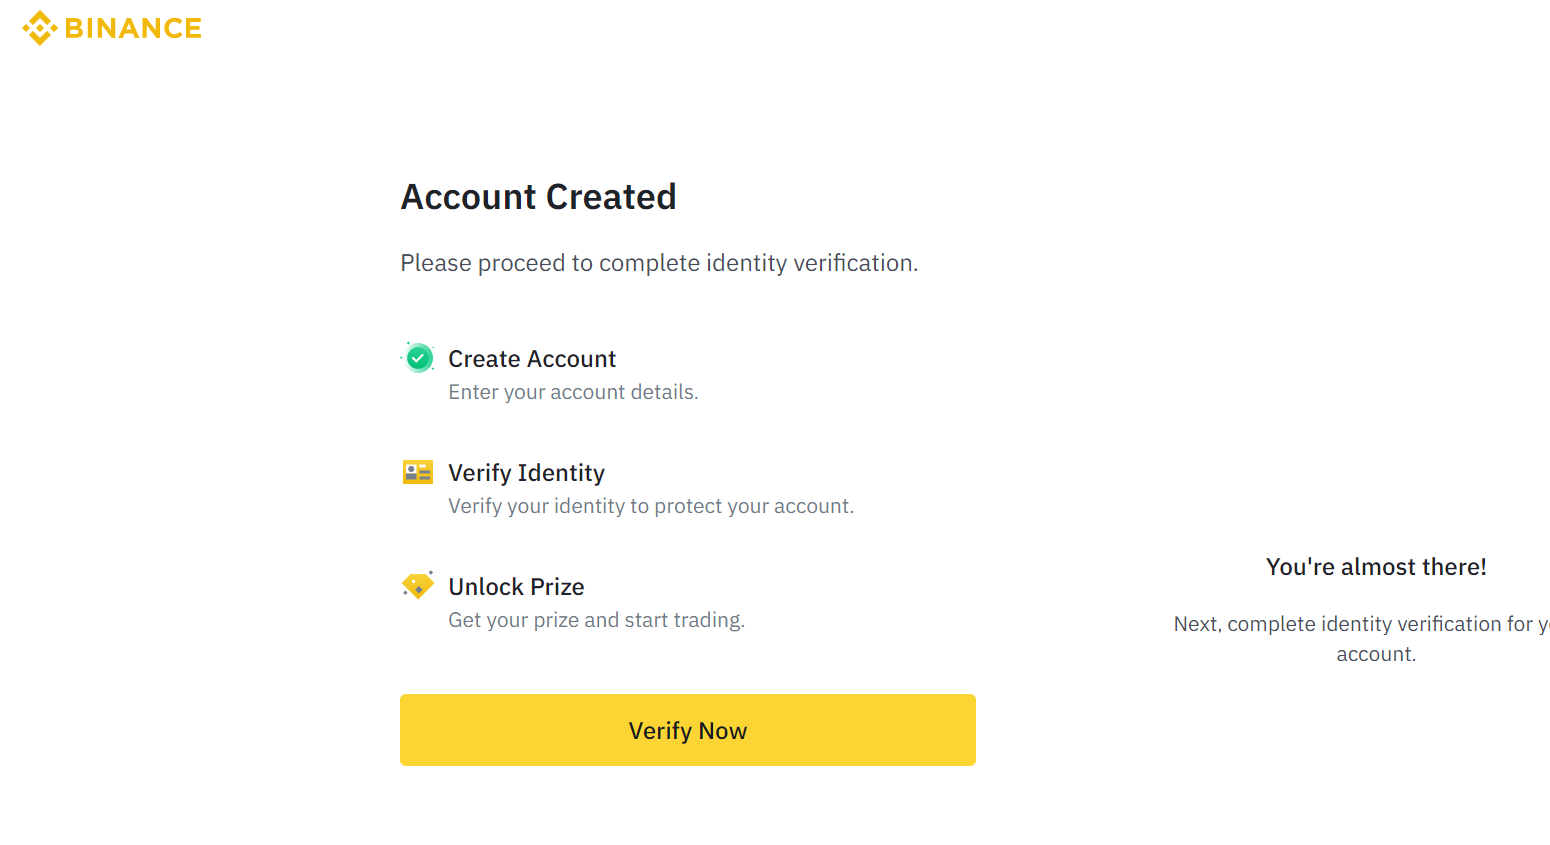 BINANCE
Account Created
Please proceed to complete identity verification.
Create Account
Enter your account details.
Verify Identity
Verify your identity to protect your account.
Unlock Prize
Get your prize and start trading.
Verify Now
You're almost there!
Next, complete identity verification for
account.